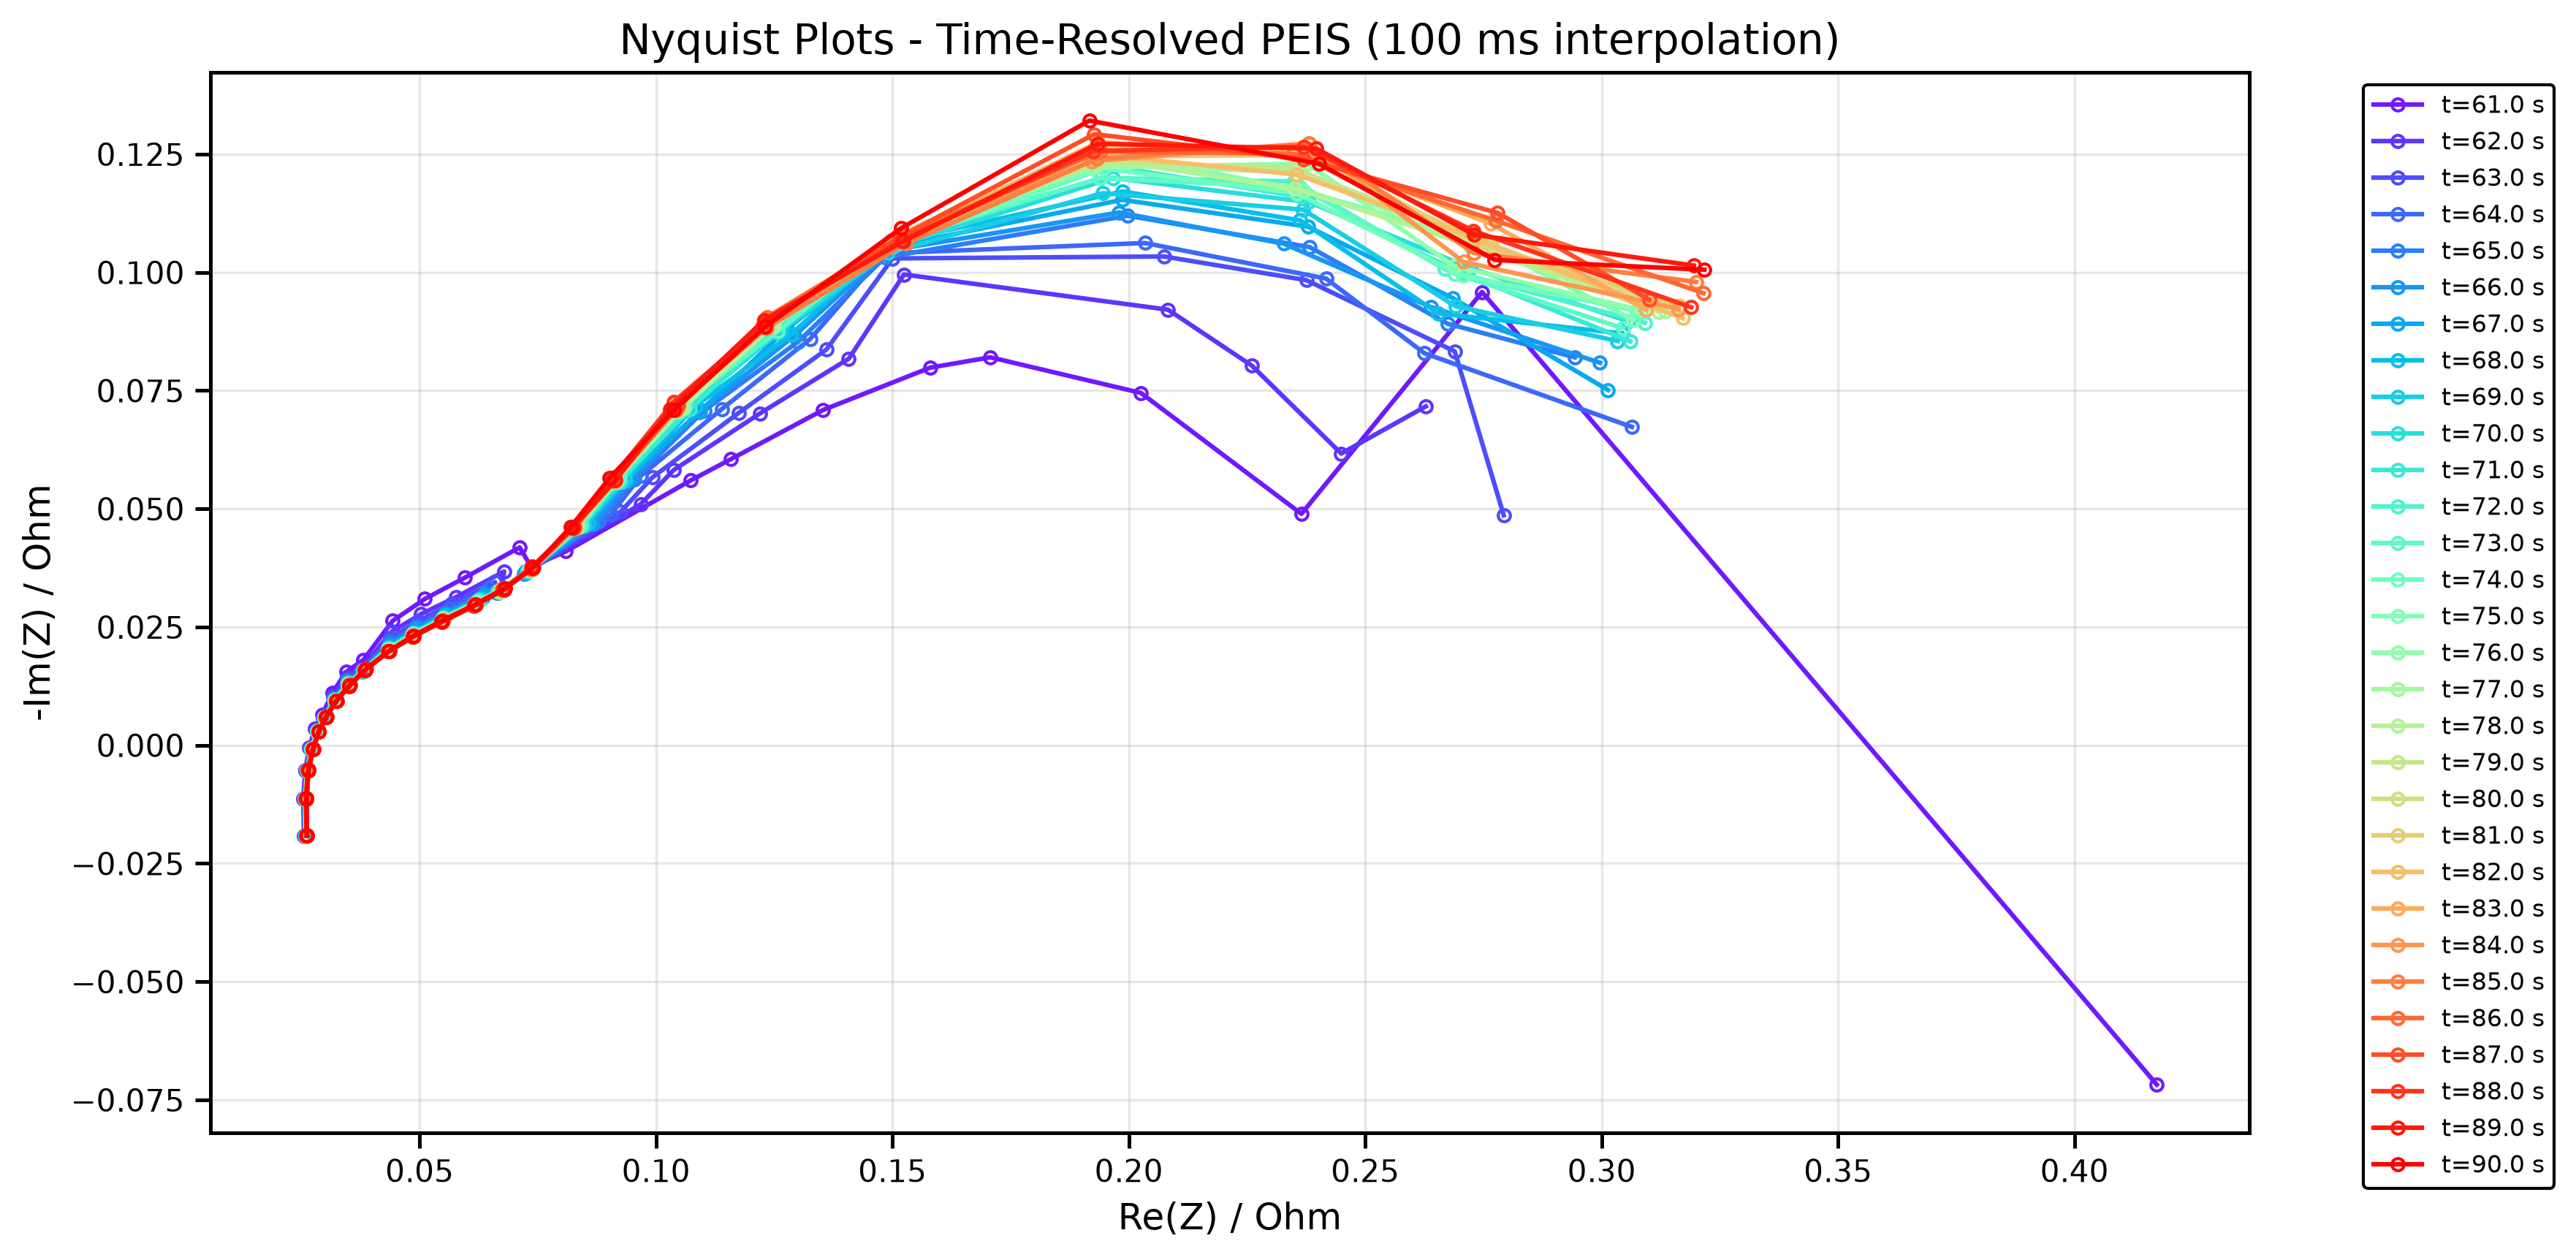 Nyquist Plots - Time-Resolved PEIS (100 ms interpolation)
-Im(Z) / Ohm
0.125
0.100
0.075
0.050
0.025
0.000
−0.025
−0.050
−0.075
0.05 0.10 0.15 0.20 0.25 0.30 0.35 0.40
Re(Z) / Ohm
t=61.0 s
t=62.0 s
t=63.0 s
t=64.0 s
t=65.0 s
t=66.0 s
t=67.0 s
t=68.0 s
t=69.0 s
t=70.0 s
t=71.0 s
t=72.0 s
t=73.0 s
t=74.0 s
t=75.0 s
t=76.0 s
t=77.0 s
t=78.0 s
t=79.0 s
t=80.0 s
t=81.0 s
t=82.0 s
t=83.0 s
t=84.0 s
t=85.0 s
t=86.0 s
t=87.0 s
t=88.0 s
t=89.0 s
t=90.0 s